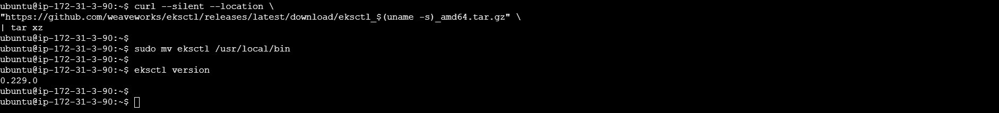 ubuntu@ip-172-31-3-90:~$ curl --silent --location \
"https://github.com/weaveworks/eksctl/releases/latest/download/eksctl_$(uname -s)_amd64.tar.gz" \
| tar xz
ubuntu@ip-172-31-3-90:~$
ubuntu@ip-172-31-3-90:~$ sudo mv eksctl /usr/local/bin
ubuntu@ip-172-31-3-90:~$
ubuntu@ip-172-31-3-90:~$ eksctl version
0.229.0
ubuntu@ip-172-31-3-90:~$
ubuntu@ip-172-31-3-90:~$